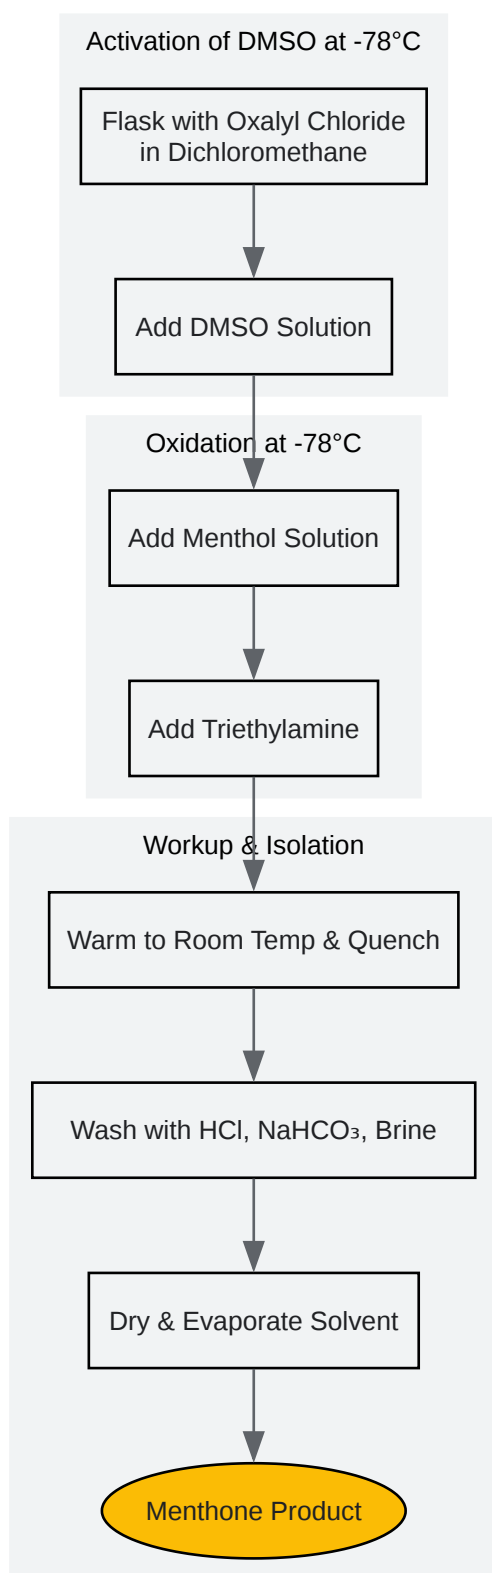 Activation of DMSO at -78°C
Flask with Oxalyl Chloride
in Dichloromethane
Add DMSO Solution
Oxidation at -78°C
Add Menthol Solution
Add Triethylamine
Workup & Isolation
Warm to Room Temp & Quench
Wash with HCl, NaHCO₃, Brine
Dry & Evaporate Solvent
Menthone Product